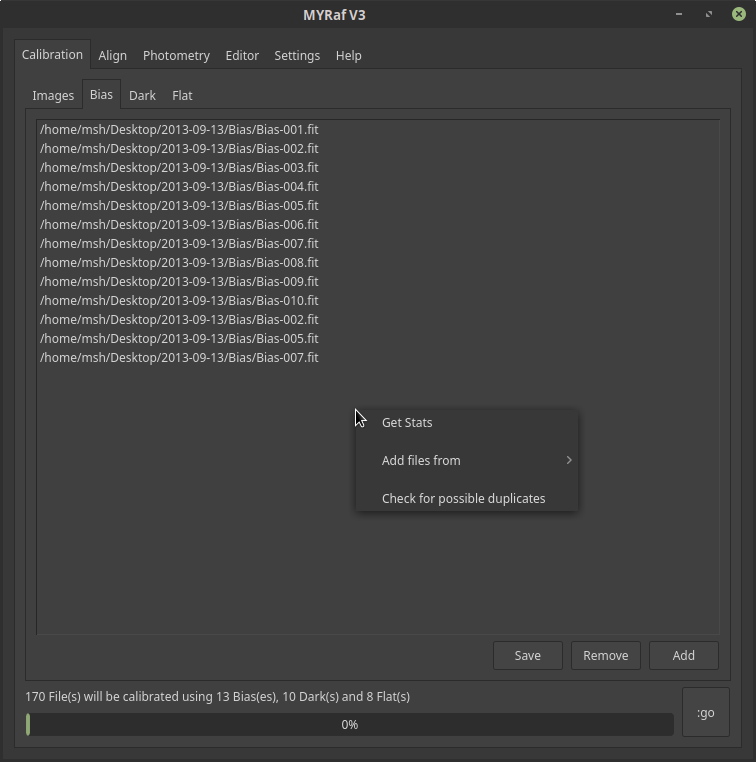 MYRaf V3
Calibration Align Photometry Editor Settings Help
Images Bias Dark Flat
/home/msh/Desktop/2013-09-13/Bias/Bias-001.fit
/home/msh/Desktop/2013-09-13/Bias/Bias-002.fit
/home/msh/Desktop/2013-09-13/Bias/Bias-003.fit
/home/msh/Desktop/2013-09-13/Bias/Bias-004.fit
/home/msh/Desktop/2013-09-13/Bias/Bias-005.fit
/home/msh/Desktop/2013-09-13/Bias/Bias-006.fit
/home/msh/Desktop/2013-09-13/Bias/Bias-007.fit
/home/msh/Desktop/2013-09-13/Bias/Bias-008.fit
/home/msh/Desktop/2013-09-13/Bias/Bias-009.fit
/home/msh/Desktop/2013-09-13/Bias/Bias-010.fit
/home/msh/Desktop/2013-09-13/Bias/Bias-002.fit
/home/msh/Desktop/2013-09-13/Bias/Bias-005.fit
/home/msh/Desktop/2013-09-13/Bias/Bias-007.fit
Get Stats
Add files from
Check for possible duplicates
Save Remove Add
170 File(s) will be calibrated using 13 Bias(es), 10 Dark(s) and 8 Flat(s)
:go
0%